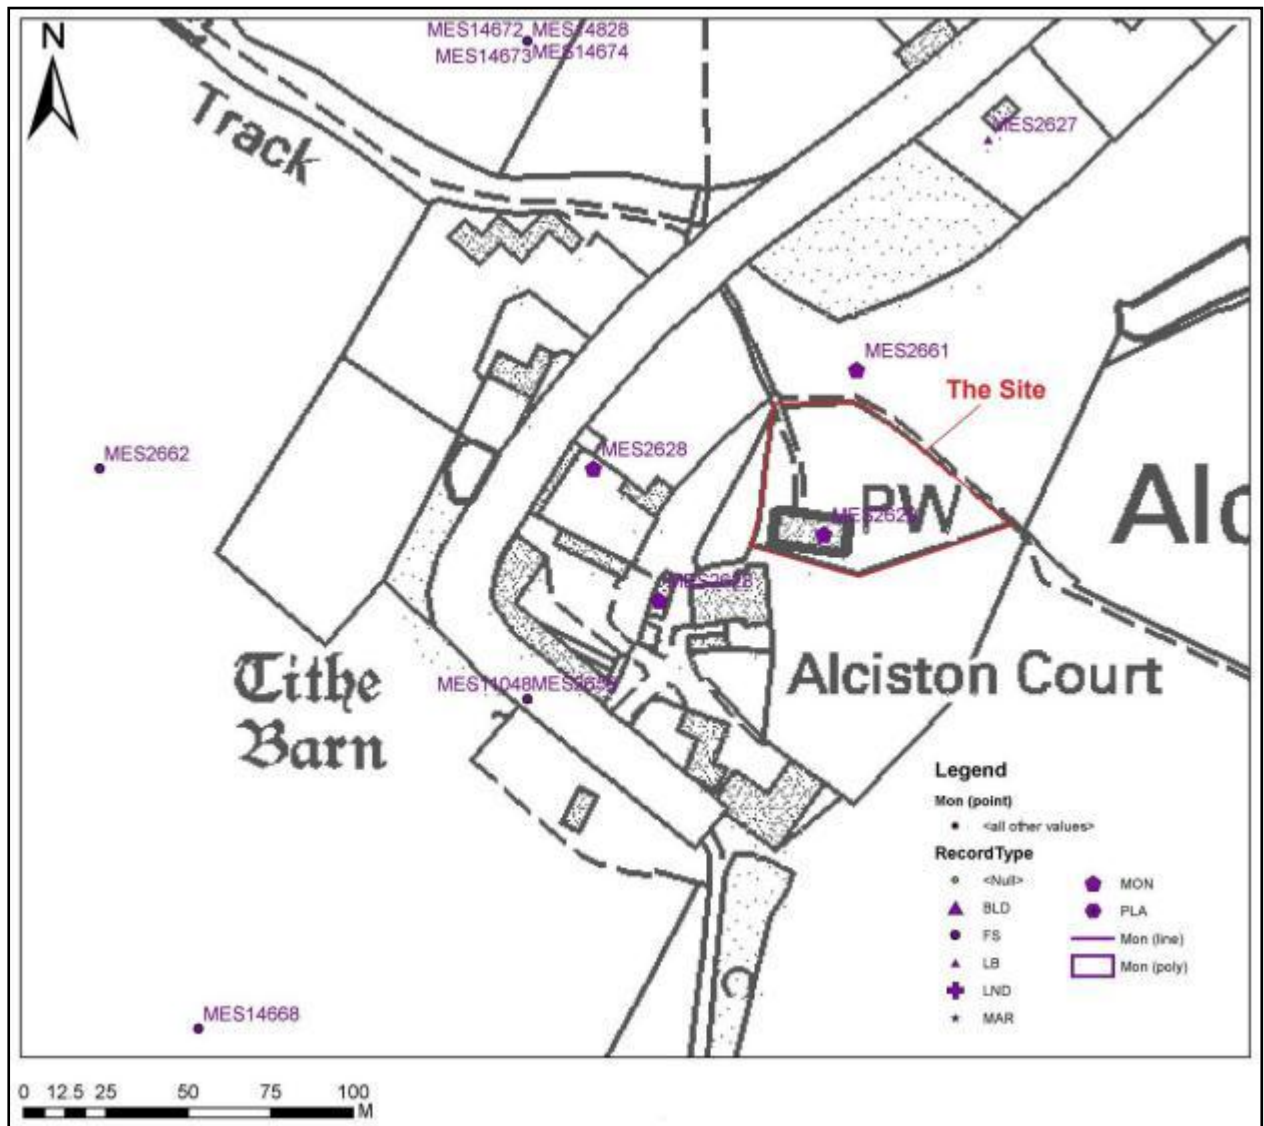 N
MES14672 MES14828
MES14673 MES14674
Track
MES2627
MES2661
The Site
MES2628
MES2662
PW
MES2628
Alciston Court
MES11048
Tithe
Barn
Legend
Mon (point)
<all other values>
RecordType
<Null>
BLD
FS
LB
LND
MAR
MON
PLA
Mon (line)
Mon (poly)
MES14668
0 12.5 25 50 75 100
M